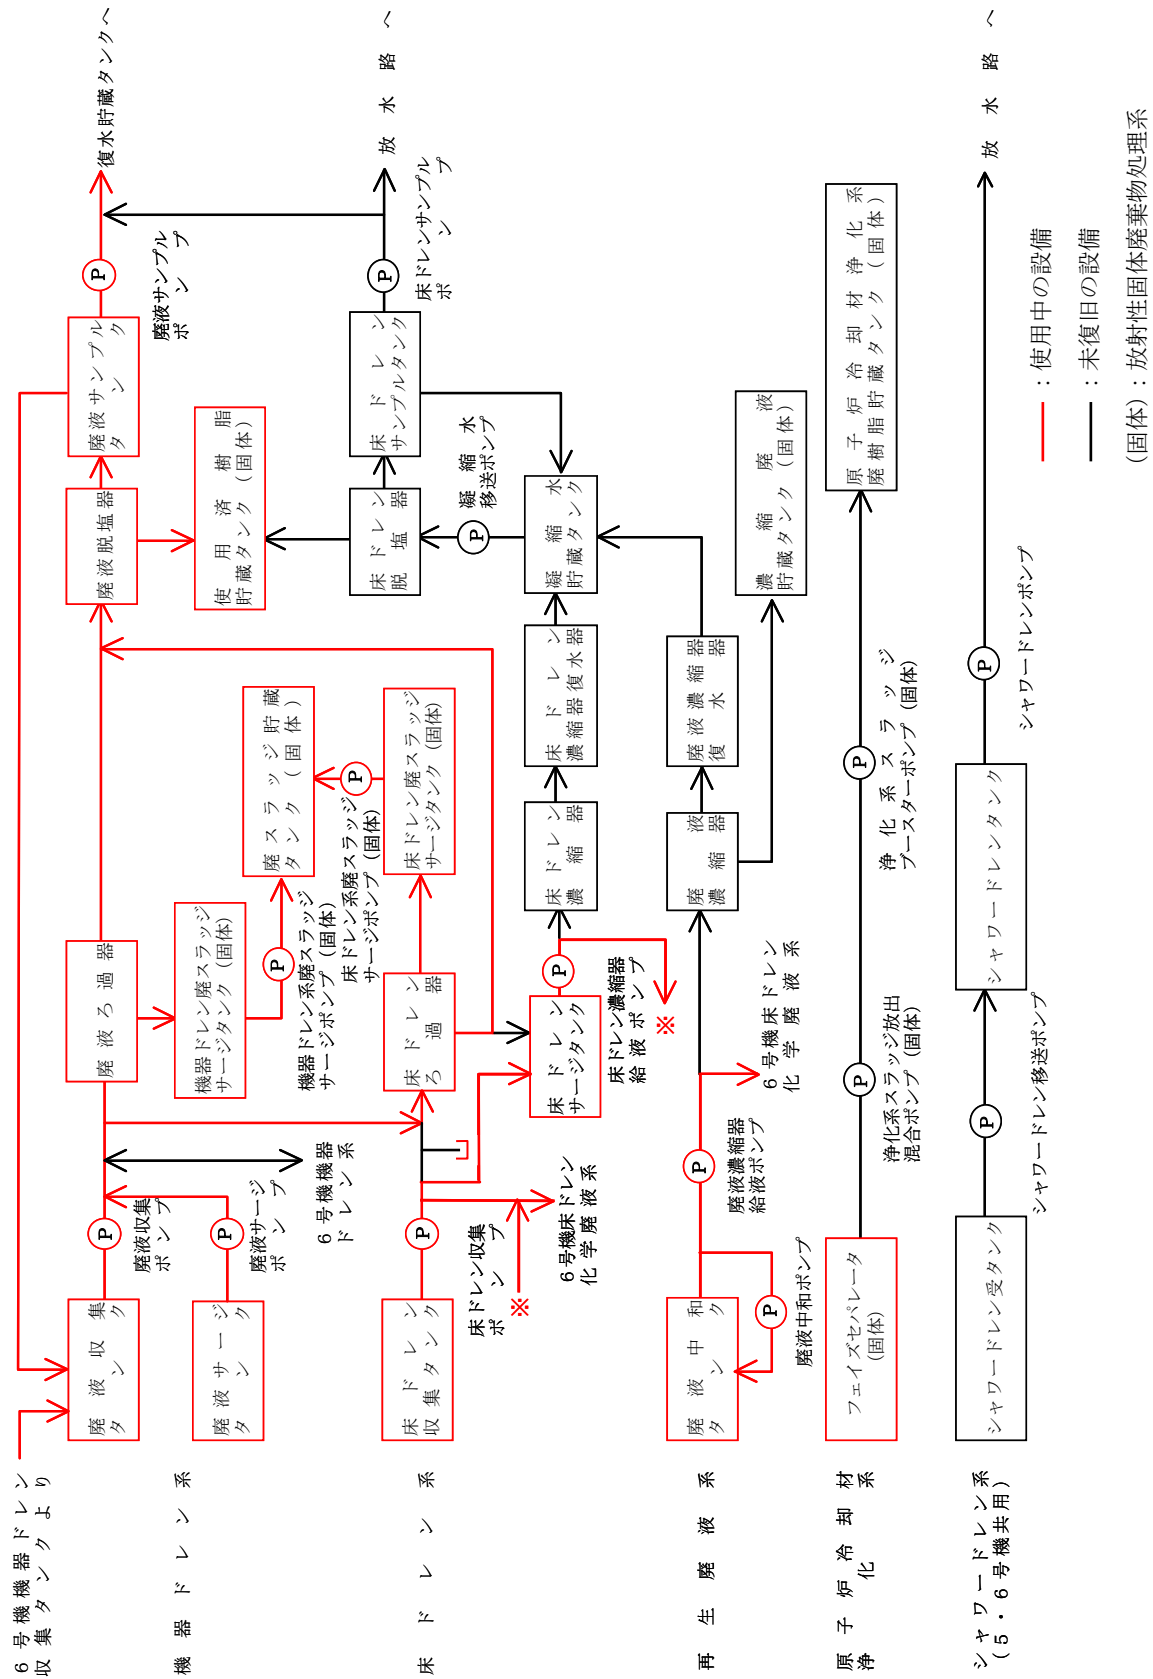 6号機機器ドレン
収集タンクより
機器ドレン系
廃液収集
タンク
P
廃液収集
ポンプ
廃液サージ
タンク
P
廃液サージ
ポンプ
6号機機器
ドレン系
廃液ろ過器
機器ドレン廃スラッジ
サージタンク(固体)
P
機器ドレン系廃スラッジ
サージポンプ(固体)
廃スラッジ貯蔵
タンク(固体)
廃液脱塩器
使用済樹脂
貯蔵タンク(固体)
廃液サンプル
タンク
P
廃液サンプル
ポンプ
復水貯蔵タンクへ
床ドレン系
床ドレン
収集タンク
P
床ドレン収集
ポンプ
※
6号機床ドレン
化学廃液系
床ドレン
ろ過器
床ドレン廃スラッジ
サージタンク(固体)
P
床ドレン系廃スラッジ
サージポンプ(固体)
床ドレン
サージタンク
P
床ドレン濃縮器
給液ポンプ
※
床ドレン
濃縮器
床ドレン
濃縮器復水器
凝縮水
貯蔵タンク
P
凝縮水
移送ポンプ
床ドレン
脱塩器
床ドレン
サンプルタンク
P
床ドレンサンプル
ポンプ
放水路へ
再生廃液系
廃液中和
タンク
P
廃液中和ポンプ
P
廃液濃縮器
給液ポンプ
6号機床ドレン
化学廃液系
廃液
濃縮器
廃液濃縮器
復水器
濃縮廃液
貯蔵タンク(固体)
原子炉冷却材
浄化系
フェイズセパレータ
(固体)
P
浄化系スラッジ放出
混合ポンプ(固体)
P
浄化系スラッジ
ブースターポンプ(固体)
原子炉冷却材浄化系
廃樹脂貯蔵タンク(固体)
シャワードレン系
(5・6号機共用)
シャワードレン受タンク
P
シャワードレン移送ポンプ
シャワードレンタンク
P
シャワードレンポンプ
放水路へ
:使用中の設備
:未復旧の設備
(固体):放射性固体廃棄物処理系